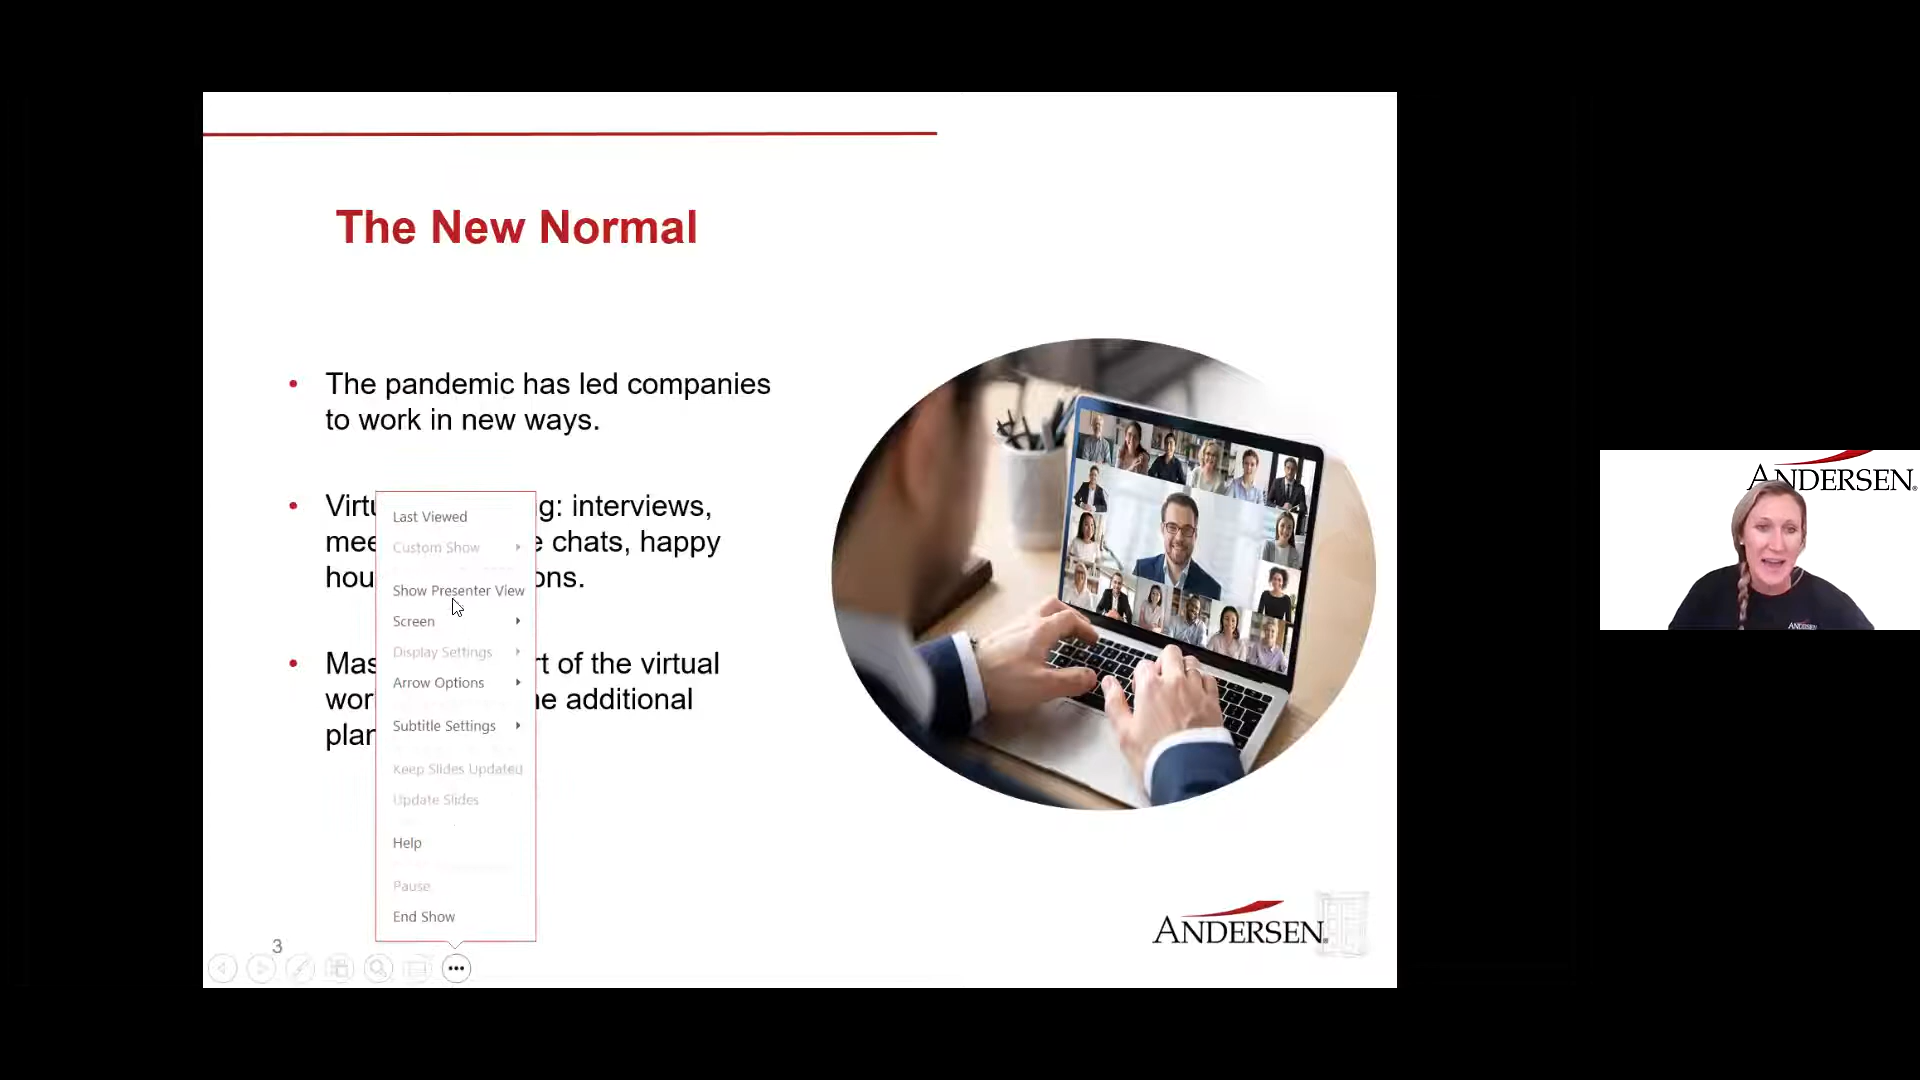 The New Normal
• The pandemic has led companies
to work in new ways.
• Virtu g: interviews,
mee e chats, happy
hou ons.
• Mas rt of the virtual
wor e additional
plan
Last Viewed
Custom Show
Show Presenter View
Screen
Display Settings
Arrow Options
Subtitle Settings
Keep Slides Updated
Update Slides
Help
Pause
End Show
3
ANDERSEN®
ANDERSEN®
ANDERSEN